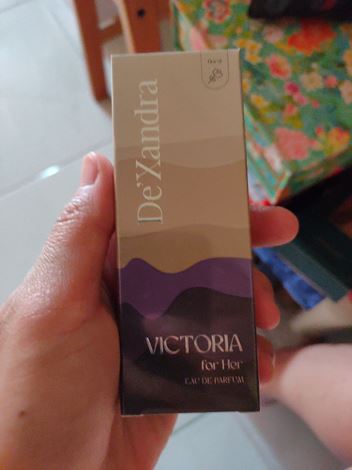 De'Xandra
VICTORIA
for Her
EAU DE PARFUM